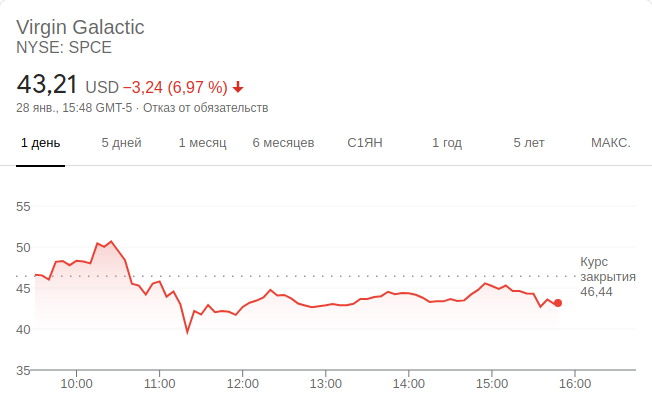 Virgin Galactic
NYSE: SPCE
43,21 USD −3,24 (6,97 %)
28 янв., 15:48 GMT-5 · Отказ от обязательств
1 день 5 дней 1 месяц 6 месяцев С1ЯН 1 год 5 лет МАКС.
55
50
Курс
закрытия
46,44
45
40
35
10:00 11:00 12:00 13:00 14:00 15:00 16:00